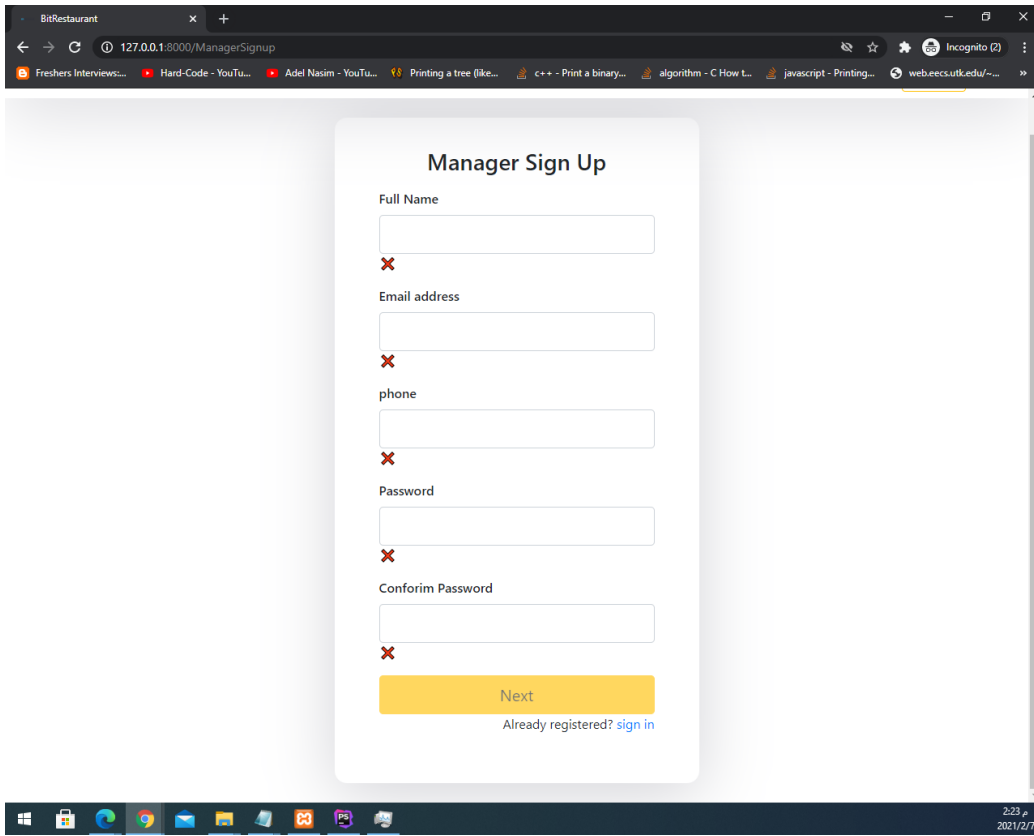 BitRestaurant
127.0.0.1:8000/ManagerSignup
Incognito (2)
Freshers Interviews:...
Hard-Code - YouTu...
Adel Nasim - YouTu...
Printing a tree (like...
c++ - Print a binary...
algorithm - C How t...
javascript - Printing...
web.eecs.utk.edu/~...
»
Manager Sign Up
Full Name
Email address
phone
Password
Conforim Password
Next
Already registered? sign in
PS
2:23 م
2021/2/7